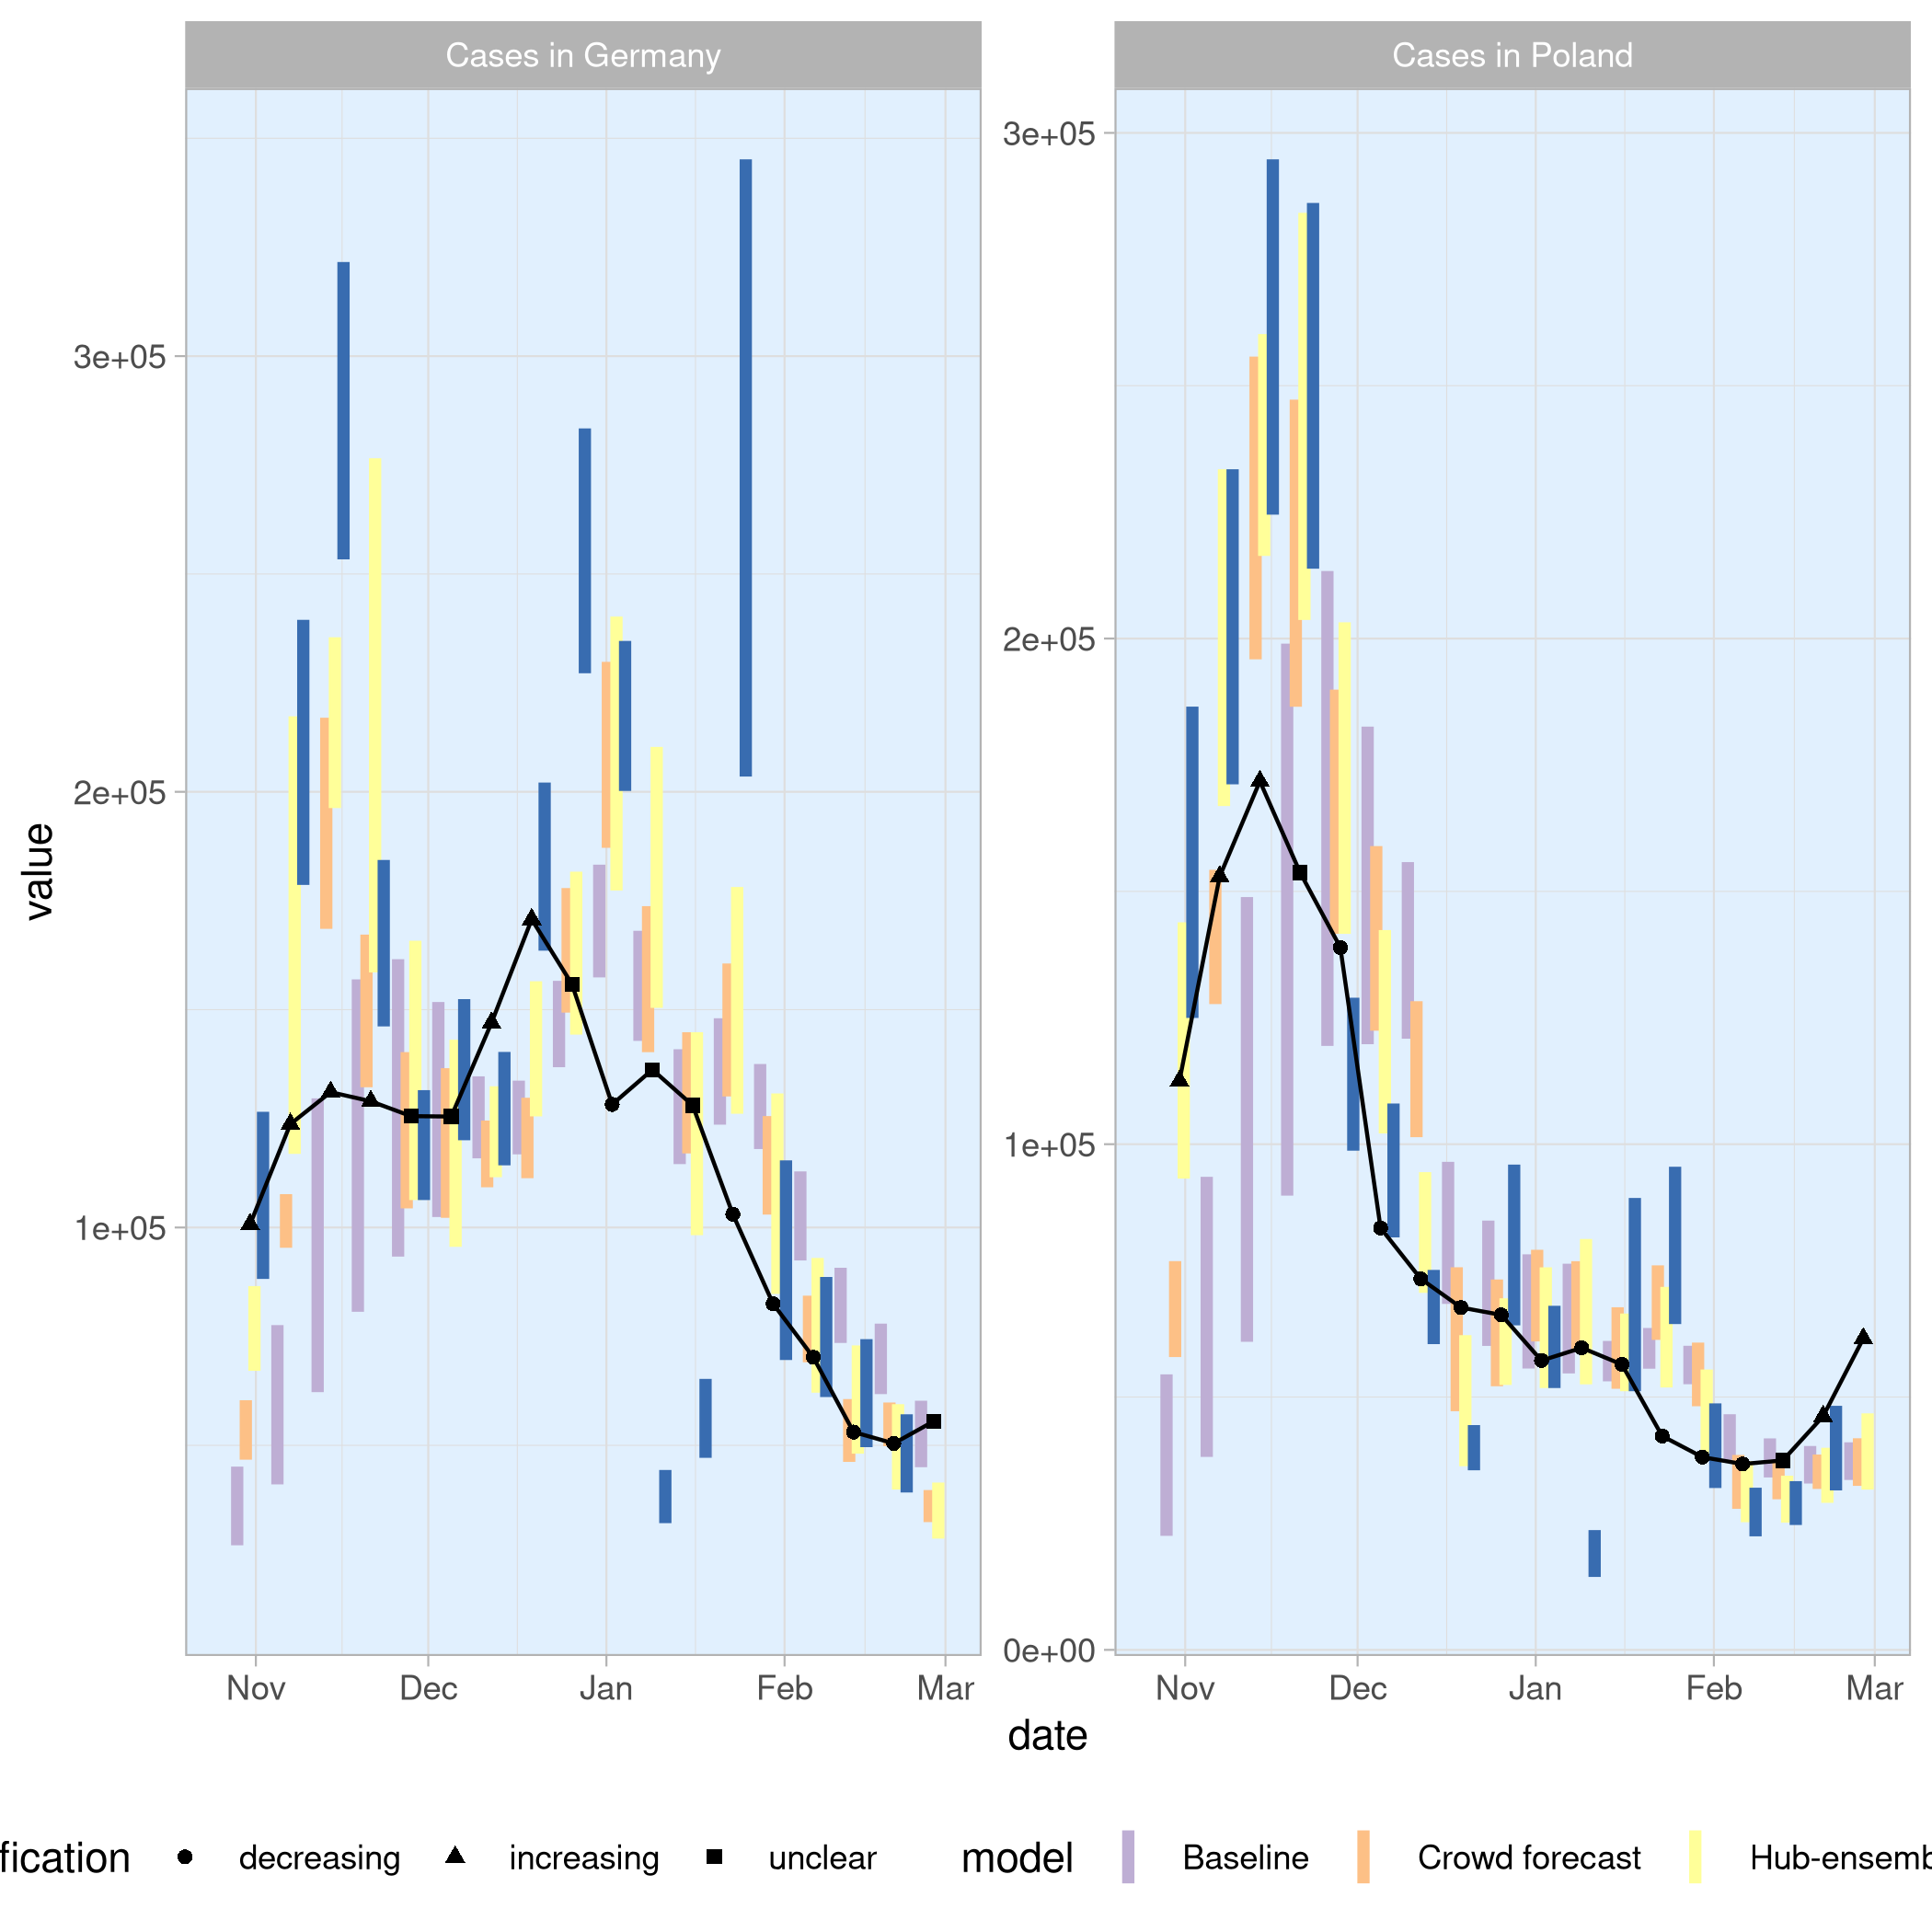 Cases in Germany
Cases in Poland
3e+05
2e+05
1e+05
3e+05
2e+05
1e+05
0e+00
value
Nov Dec Jan Feb Mar
Nov Dec Jan Feb Mar
date
fication decreasing increasing unclear model Baseline Crowd forecast Hub-ensemb